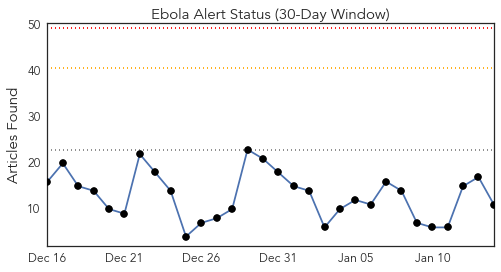 Ebola Alert Status (30-Day Window)
50
40
30
20
10
Articles Found
Dec 16 Dec 21 Dec 26 Dec 31 Jan 05 Jan 10